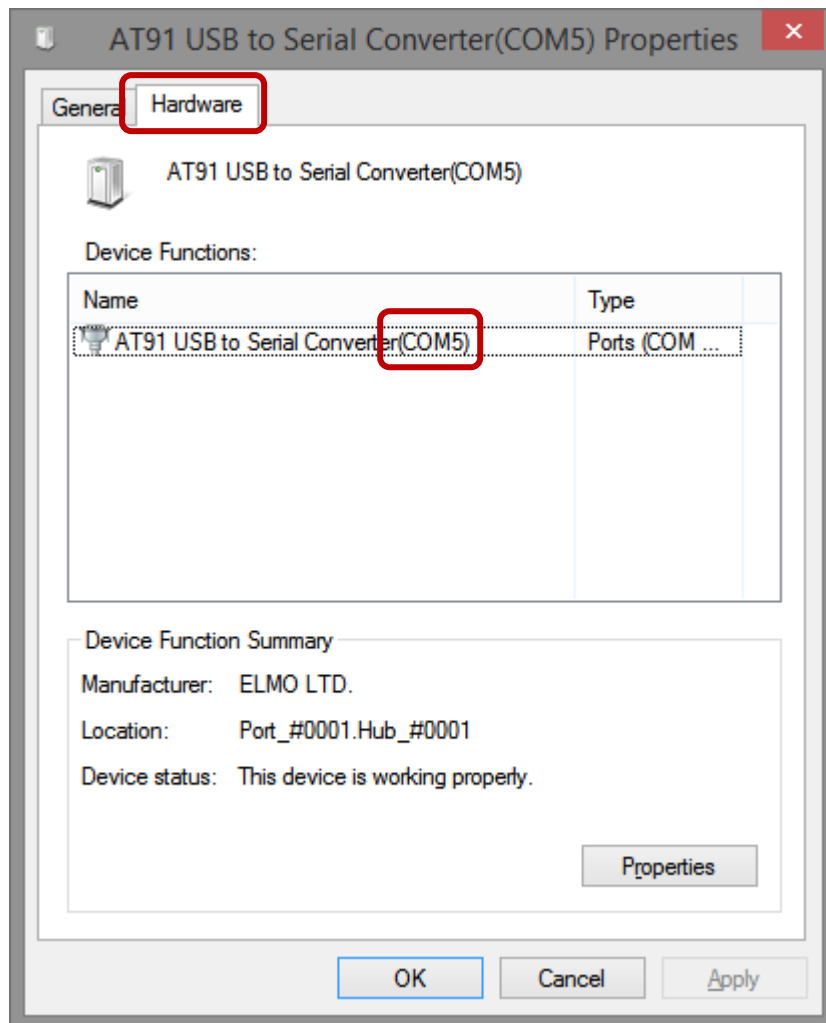 AT91 USB to Serial Converter(COM5) Properties
General Hardware
AT91 USB to Serial Converter(COM5)
Device Functions:
Name Type
AT91 USB to Serial Converter(COM5) Ports (COM ...
Device Function Summary
Manufacturer: ELMO LTD.
Location: Port_#0001.Hub_#0001
Device status: This device is working properly.
Properties
OK Cancel Apply